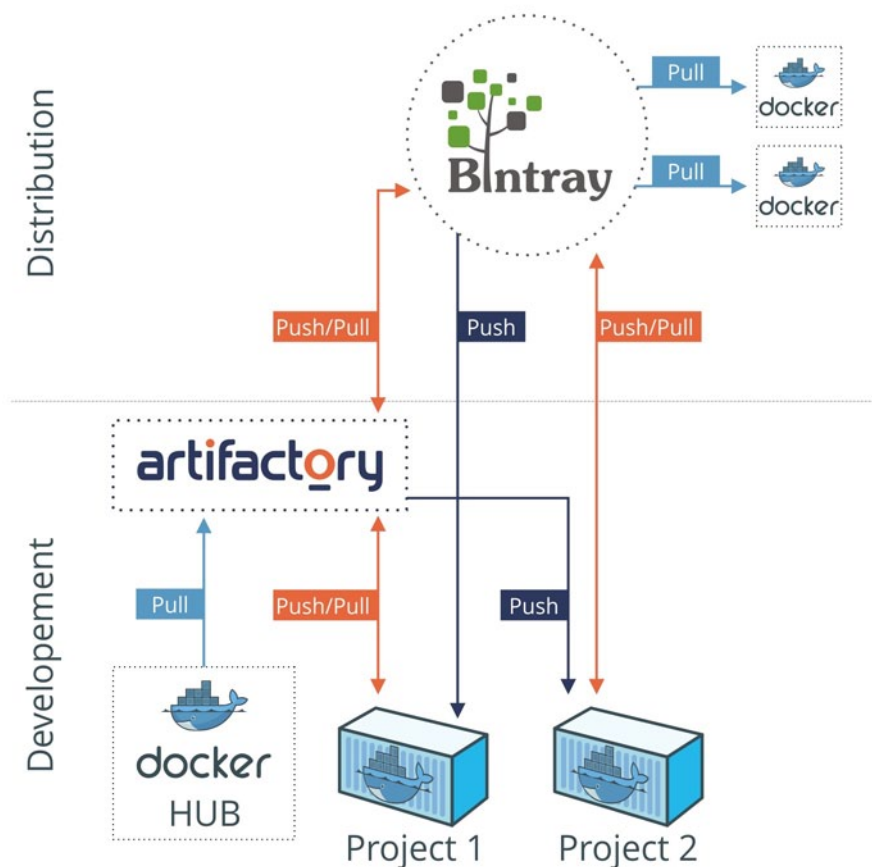 Distribution
Bintray
Pull
docker
Pull
docker
Push/Pull
Push
Push/Pull
artifactory
Developement
Pull
Push/Pull
Push
docker
HUB
Project 1
Project 2